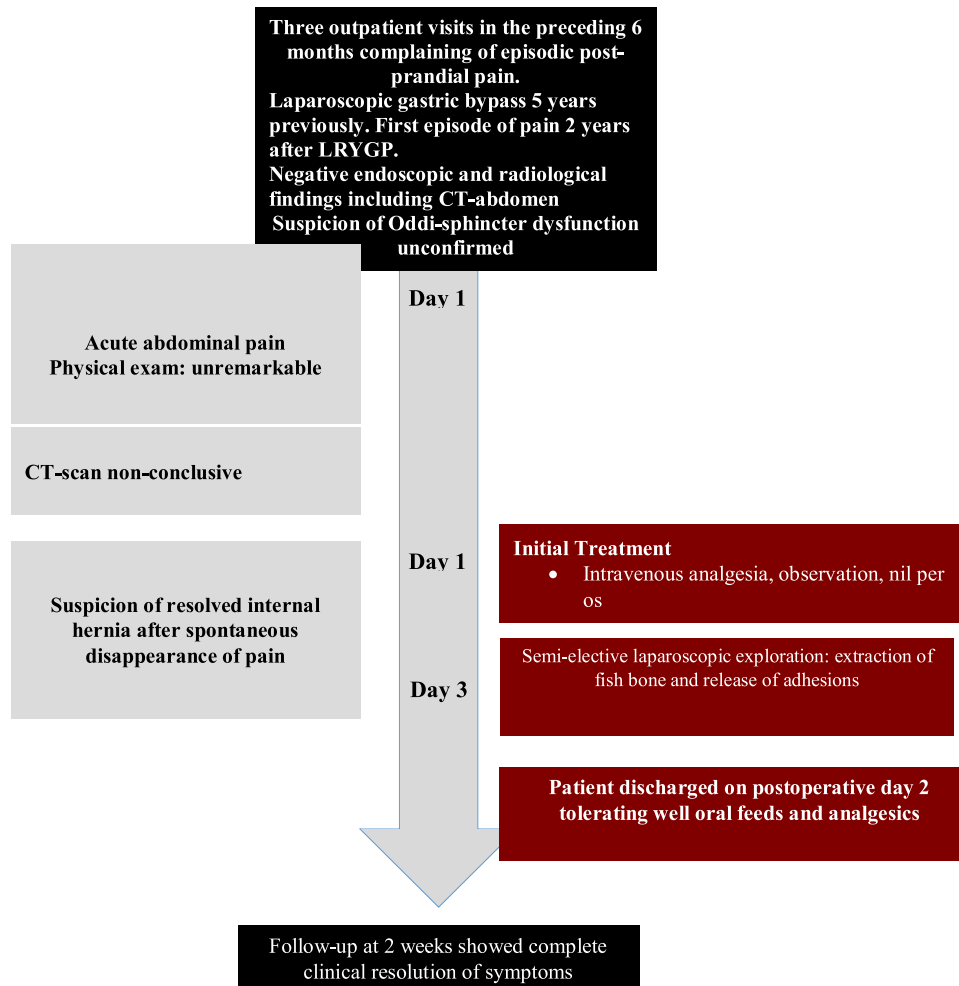 Three outpatient visits in the preceding 6
months complaining of episodic post-
prandial pain.
Laparoscopic gastric bypass 5 years
previously. First episode of pain 2 years
after LRYGP.
Negative endoscopic and radiological
findings including CT-abdomen
Suspicion of Oddi-sphincter dysfunction
unconfirmed
Day 1
Acute abdominal pain
Physical exam: unremarkable
CT-scan non-conclusive
Day 1
Initial Treatment
• Intravenous analgesia, observation, nil per
os
Suspicion of resolved internal
hernia after spontaneous
disappearance of pain
Day 3
Semi-elective laparoscopic exploration: extraction of
fish bone and release of adhesions
Patient discharged on postoperative day 2
tolerating well oral feeds and analgesics
Follow-up at 2 weeks showed complete
clinical resolution of symptoms